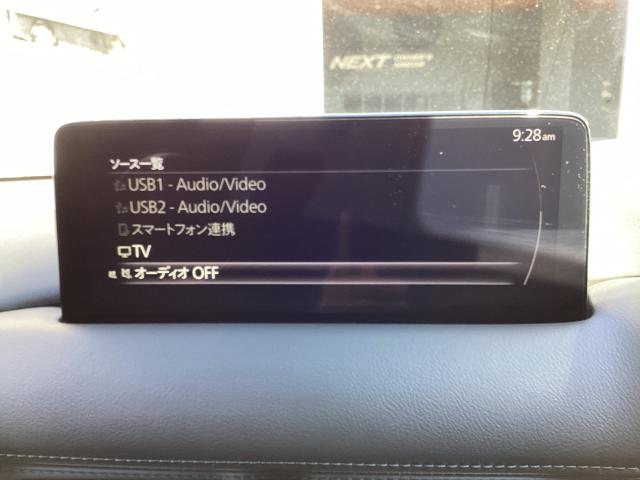 NEXT
9:28am
ソース一覧
USB1 - Audio/Video
USB2 - Audio/Video
スマートフォン連携
TV
オーディオ OFF